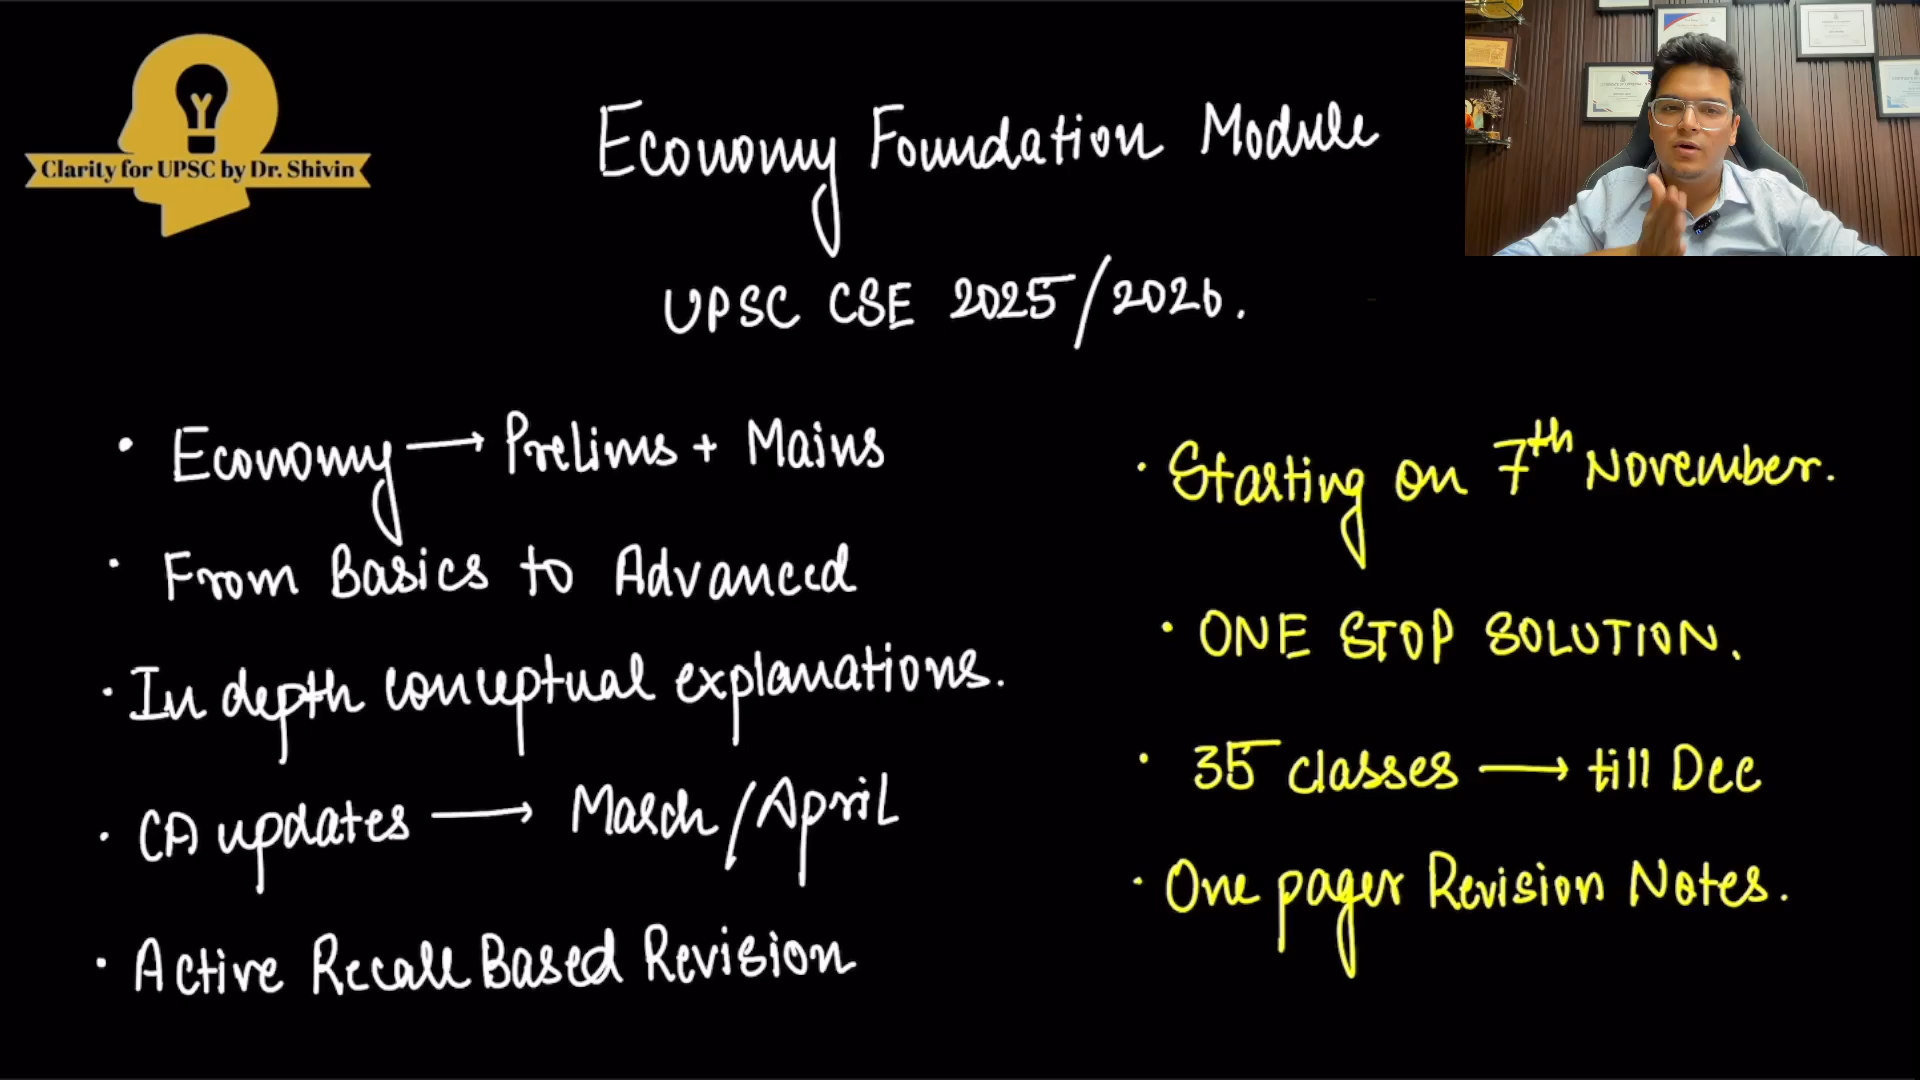 Clarity for UPSC by Dr. Shivin
Economy Foundation Module
UPSC CSE 2025/2026.
• Economy → Prelims + Mains
• From Basics to Advanced
• In depth conceptual explanations.
• CA updates → March/April
• Active Recall Based Revision
• Starting on 7th November.
• ONE STOP SOLUTION.
• 35 classes → till Dec
• One pager Revision Notes.